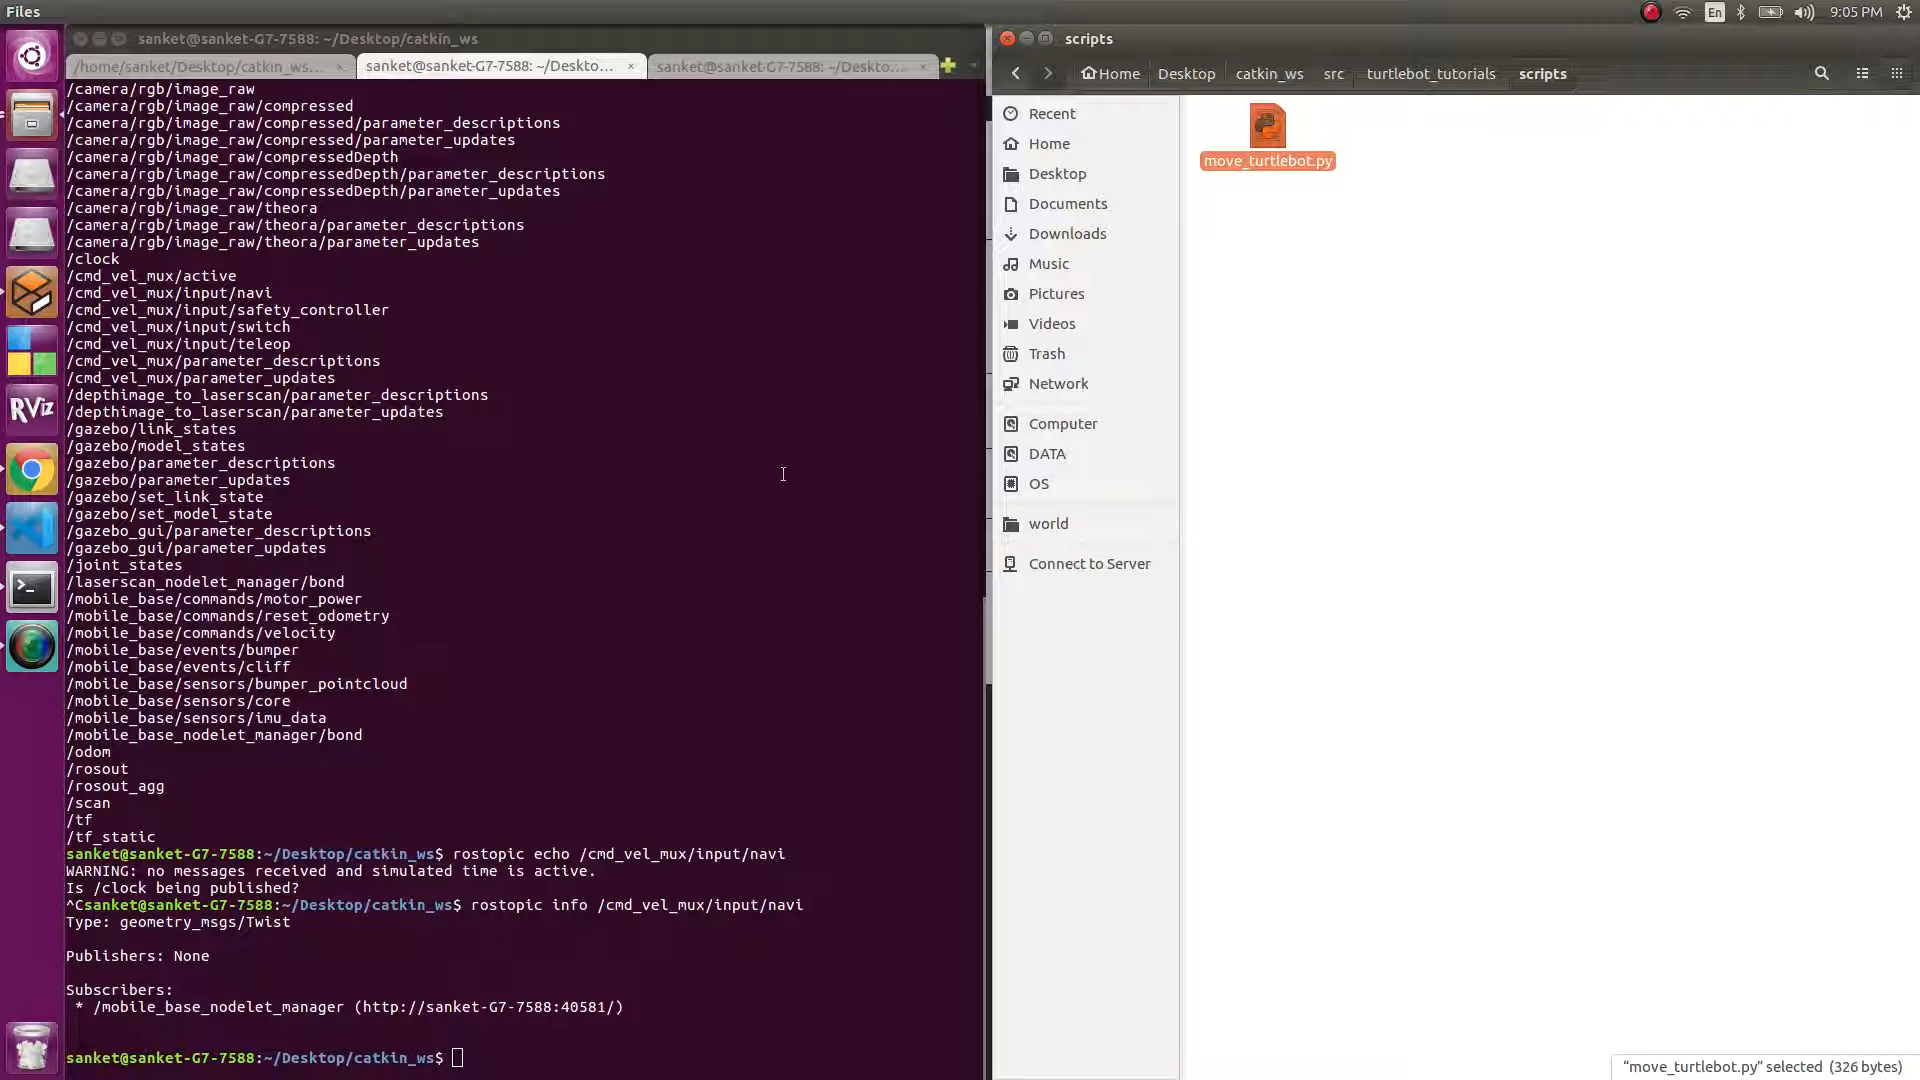 Files
En
9:05 PM
sanket@sanket-G7-7588: ~/Desktop/catkin_ws
/home/sanket/Desktop/catkin_ws...
sanket@sanket-G7-7588: ~/Deskto...
sanket@sanket-G7-7588: ~/Deskto...
/camera/rgb/image_raw
/camera/rgb/image_raw/compressed
/camera/rgb/image_raw/compressed/parameter_descriptions
/camera/rgb/image_raw/compressed/parameter_updates
/camera/rgb/image_raw/compressedDepth
/camera/rgb/image_raw/compressedDepth/parameter_descriptions
/camera/rgb/image_raw/compressedDepth/parameter_updates
/camera/rgb/image_raw/theora
/camera/rgb/image_raw/theora/parameter_descriptions
/camera/rgb/image_raw/theora/parameter_updates
/clock
/cmd_vel_mux/active
/cmd_vel_mux/input/navi
/cmd_vel_mux/input/safety_controller
/cmd_vel_mux/input/switch
/cmd_vel_mux/input/teleop
/cmd_vel_mux/parameter_descriptions
/cmd_vel_mux/parameter_updates
/depthimage_to_laserscan/parameter_descriptions
/depthimage_to_laserscan/parameter_updates
/gazebo/link_states
/gazebo/model_states
/gazebo/parameter_descriptions
/gazebo/parameter_updates
/gazebo/set_link_state
/gazebo/set_model_state
/gazebo_gui/parameter_descriptions
/gazebo_gui/parameter_updates
/joint_states
/laserscan_nodelet_manager/bond
/mobile_base/commands/motor_power
/mobile_base/commands/reset_odometry
/mobile_base/commands/velocity
/mobile_base/events/bumper
/mobile_base/events/cliff
/mobile_base/sensors/bumper_pointcloud
/mobile_base/sensors/core
/mobile_base/sensors/imu_data
/mobile_base_nodelet_manager/bond
/odom
/rosout
/rosout_agg
/scan
/tf
/tf_static
sanket@sanket-G7-7588:~/Desktop/catkin_ws$ rostopic echo /cmd_vel_mux/input/navi
WARNING: no messages received and simulated time is active.
Is /clock being published?
^Csanket@sanket-G7-7588:~/Desktop/catkin_ws$ rostopic info /cmd_vel_mux/input/navi
Type: geometry_msgs/Twist
Publishers: None
Subscribers:
* /mobile_base_nodelet_manager (http://sanket-G7-7588:40581/)
sanket@sanket-G7-7588:~/Desktop/catkin_ws$
RViz
scripts
Home
Desktop
catkin_ws
src
turtlebot_tutorials
scripts
Recent
Home
Desktop
Documents
Downloads
Music
Pictures
Videos
Trash
Network
Computer
DATA
OS
world
Connect to Server
move_turtlebot.py
"move_turtlebot.py" selected (326 bytes)